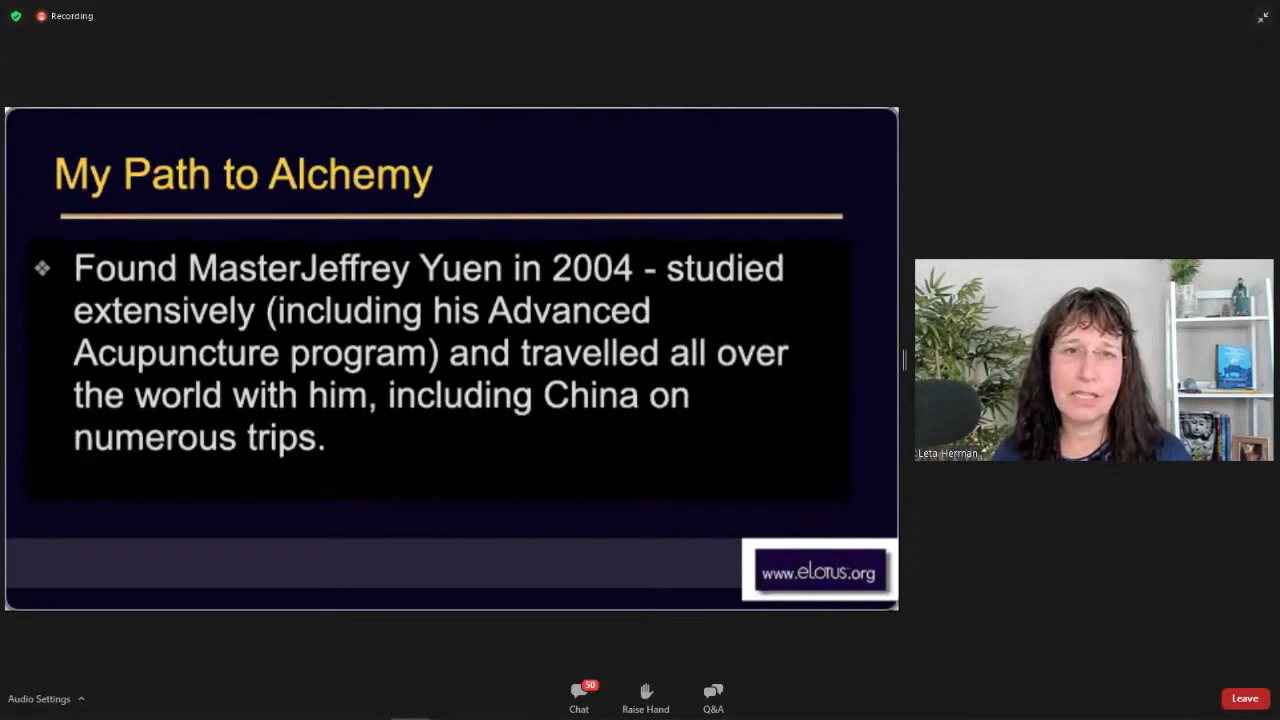 Recording
My Path to Alchemy
Found MasterJeffrey Yuen in 2004 - studied
extensively (including his Advanced
Acupuncture program) and travelled all over
the world with him, including China on
numerous trips.
www.eLotus.org
Leta Herman
Audio Settings
50
Chat
Raise Hand
Q&A
Leave